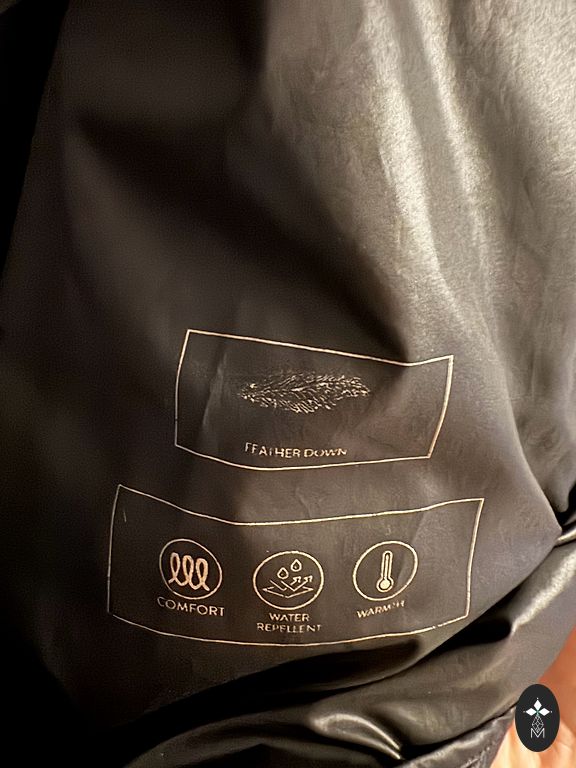 FEATHER DOWN
COMFORT
WATER
REPELLENT
WARMTH